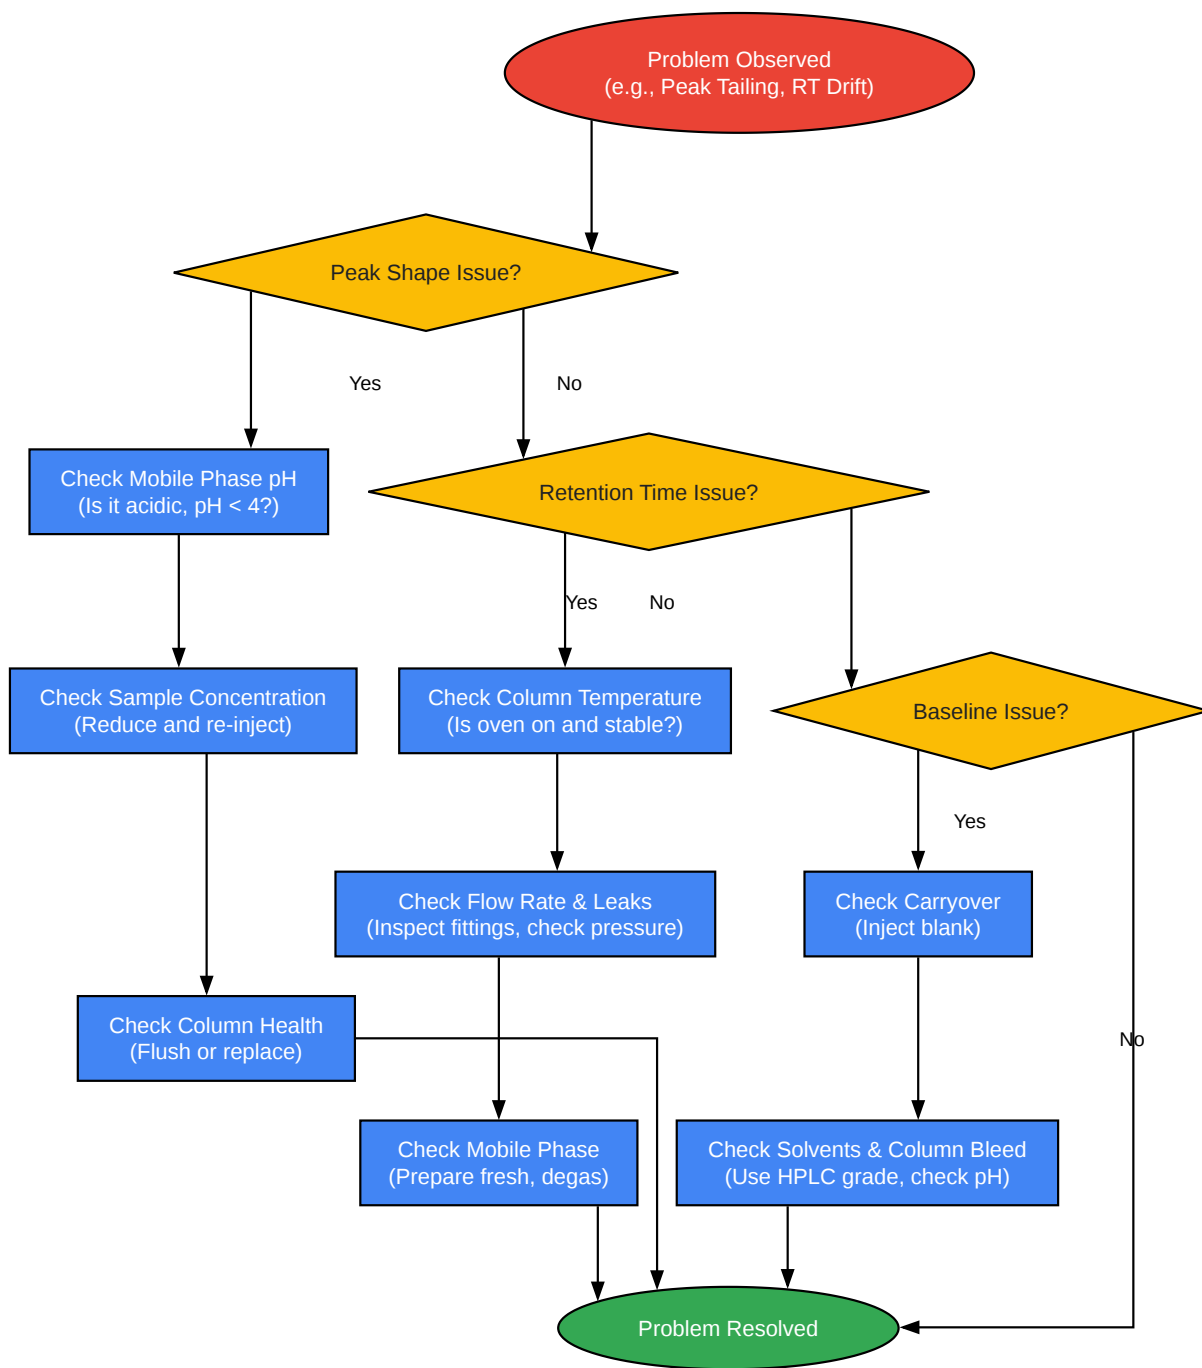 Problem Observed
(e.g., Peak Tailing, RT Drift)
Peak Shape Issue?
Yes
No
Check Mobile Phase pH
(Is it acidic, pH < 4?)
Retention Time Issue?
Yes
No
Check Sample Concentration
(Reduce and re-inject)
Check Column Temperature
(Is oven on and stable?)
Baseline Issue?
Yes
Check Flow Rate & Leaks
(Inspect fittings, check pressure)
Check Carryover
(Inject blank)
Check Column Health
(Flush or replace)
No
Check Mobile Phase
(Prepare fresh, degas)
Check Solvents & Column Bleed
(Use HPLC grade, check pH)
Problem Resolved